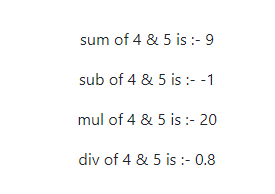 sum of 4 & 5 is :- 9
sub of 4 & 5 is :- -1
mul of 4 & 5 is :- 20
div of 4 & 5 is :- 0.8